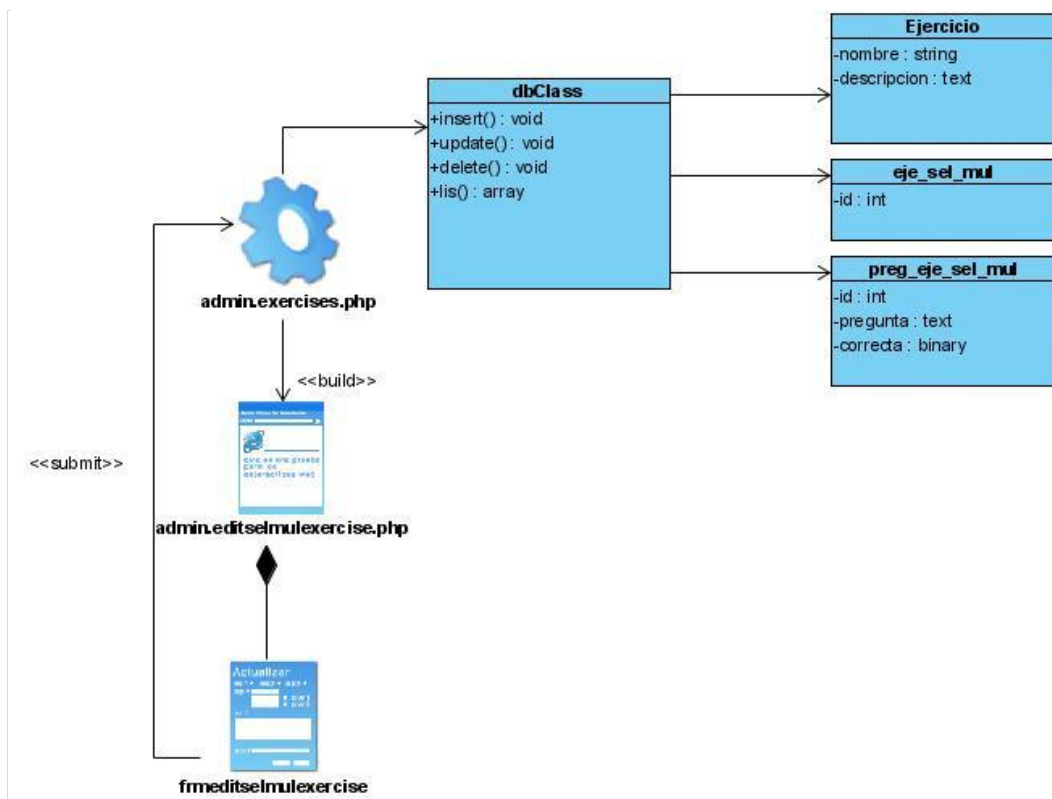 Ejercicio
-nombre : string
-descripcion : text
dbClass
+insert() : void
+update() : void
+delete() : void
+lis() : array
eje_sel_mul
-id : int
preg_eje_sel_mul
-id : int
-pregunta : text
-correcta : binary
admin.exercises.php
<<build>>
<<submit>>
admin.editselmulexercise.php
Actualizar
frmeditselmulexercise